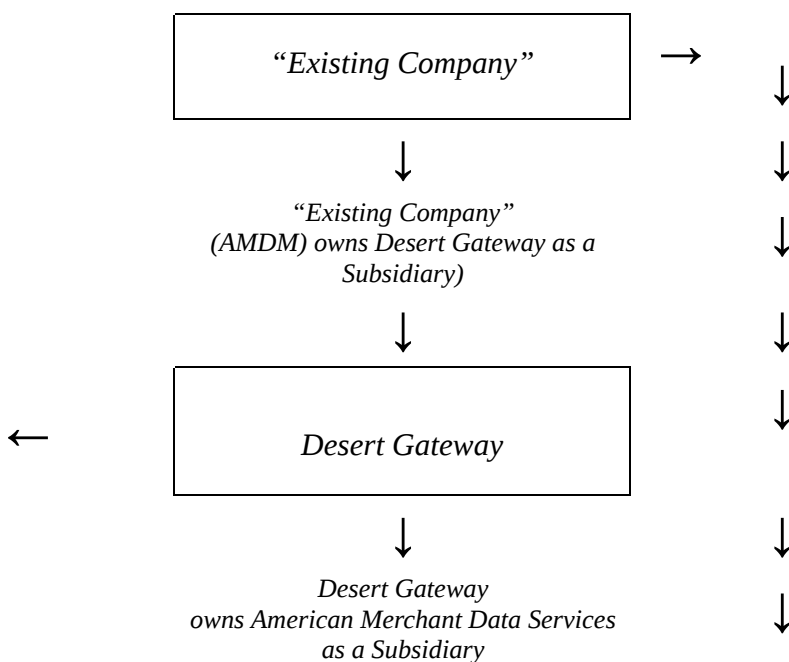 “Existing Company” →
↓
↓ ↓
“Existing Company”
(AMDM) owns Desert Gateway as a ↓
Subsidiary)
↓ ↓
↓
← Desert Gateway
↓ ↓
Desert Gateway
owns American Merchant Data Services ↓
as a Subsidiary